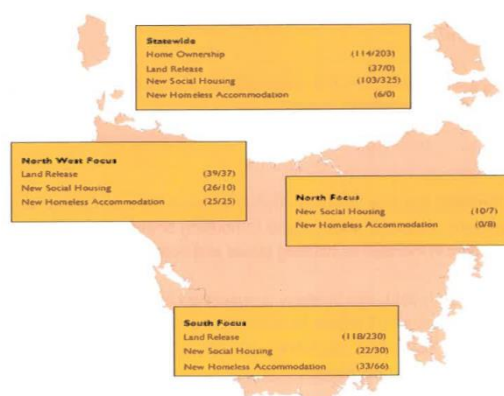 Statewide
Home Ownership (114/203)
Land Release (37/0)
New Social Housing (103/325)
New Homeless Accommodation (6/0)
North West Focus
Land Release (39/37)
New Social Housing (26/10)
New Homeless Accommodation (25/25)
North Focus
New Social Housing (10/7)
New Homeless Accommodation (0/8)
South Focus
Land Release (118/230)
New Social Housing (22/30)
New Homeless Accommodation (33/66)